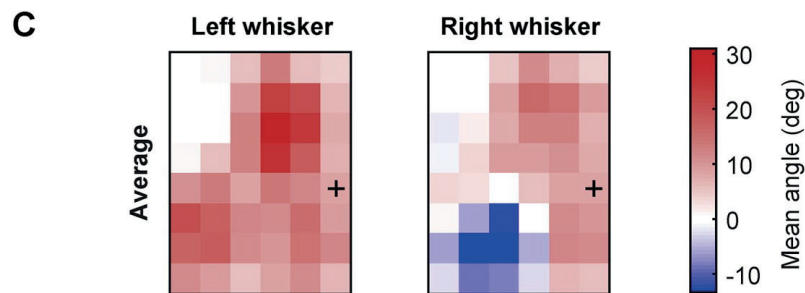 C
Left whisker
Right whisker
Average
+
+
30
20
10
0
-10
Mean angle (deg)